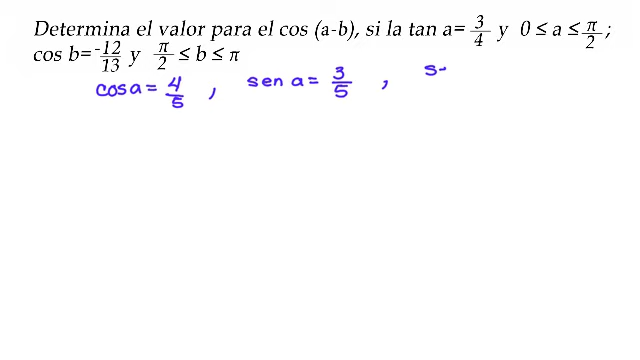 Determina el valor para el cos (a-b), si la tan a= 3/4 y 0 ≤ a ≤ π/2 ;
cos b= -12/13 y π/2 ≤ b ≤ π
cos a = 4/5 , sen a = 3/5 , s